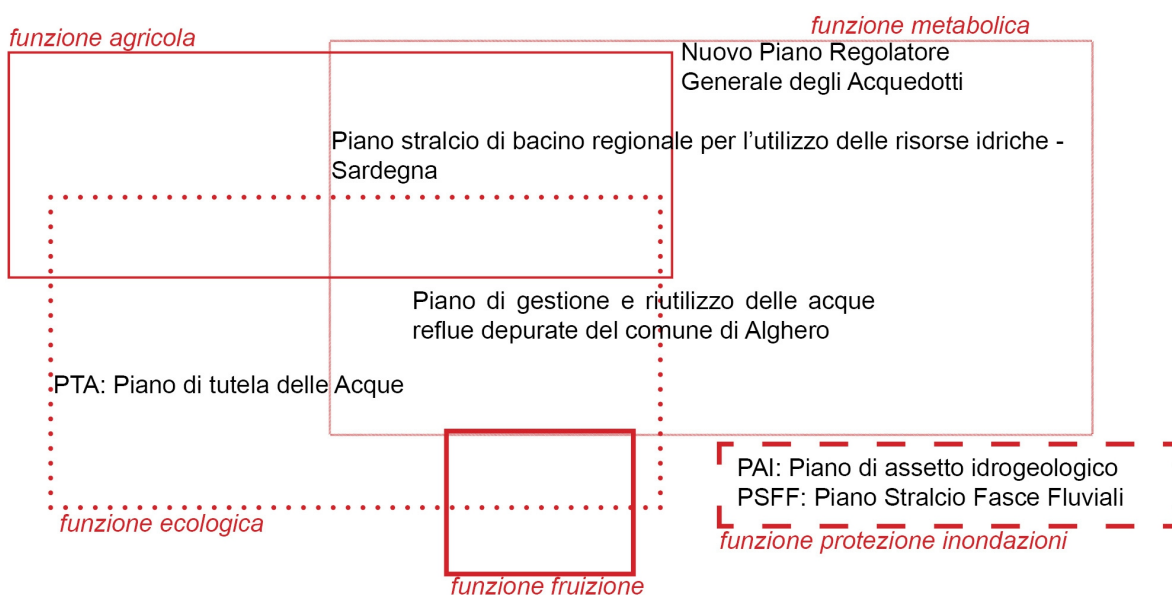 funzione metabolica
funzione agricola
Nuovo Piano Regolatore
Generale degli Acquedotti
Piano stralcio di bacino regionale per l’utilizzo delle risorse idriche -
Sardegna
Piano di gestione e riutilizzo delle acque
reflue depurate del comune di Alghero
PTA: Piano di tutela delle Acque
PAI: Piano di assetto idrogeologico
PSFF: Piano Stralcio Fasce Fluviali
funzione ecologica
funzione protezione inondazioni
funzione fruizione